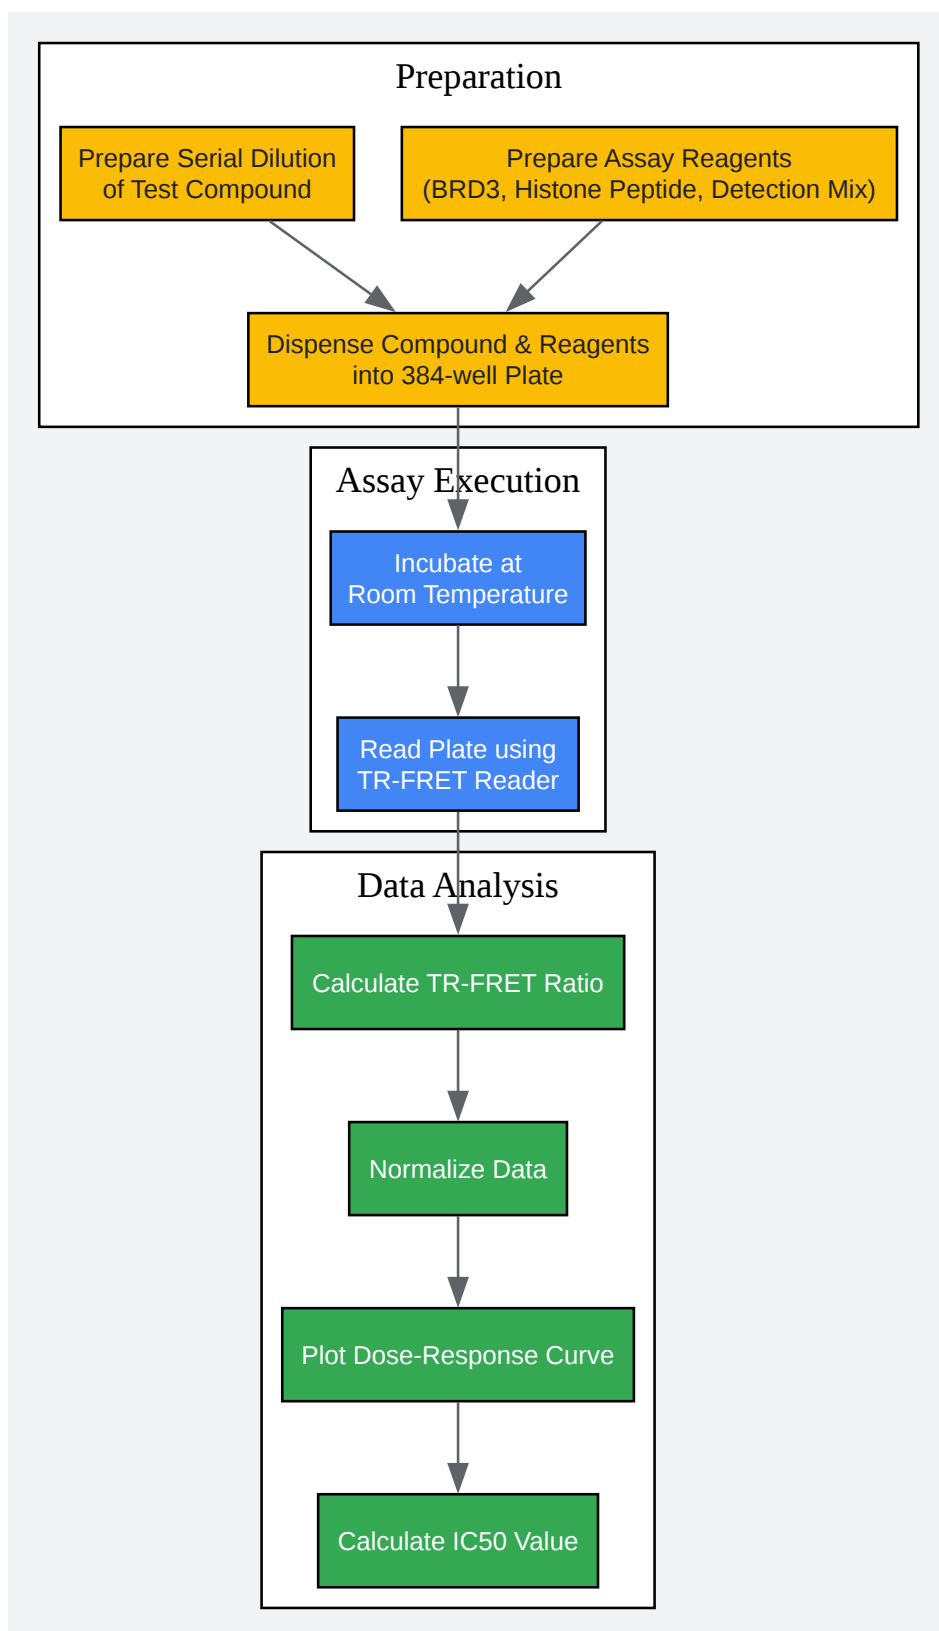 Preparation
Prepare Serial Dilution
of Test Compound
Prepare Assay Reagents
(BRD3, Histone Peptide, Detection Mix)
Dispense Compound & Reagents
into 384-well Plate
Assay Execution
Incubate at
Room Temperature
Read Plate using
TR-FRET Reader
Data Analysis
Calculate TR-FRET Ratio
Normalize Data
Plot Dose-Response Curve
Calculate IC50 Value